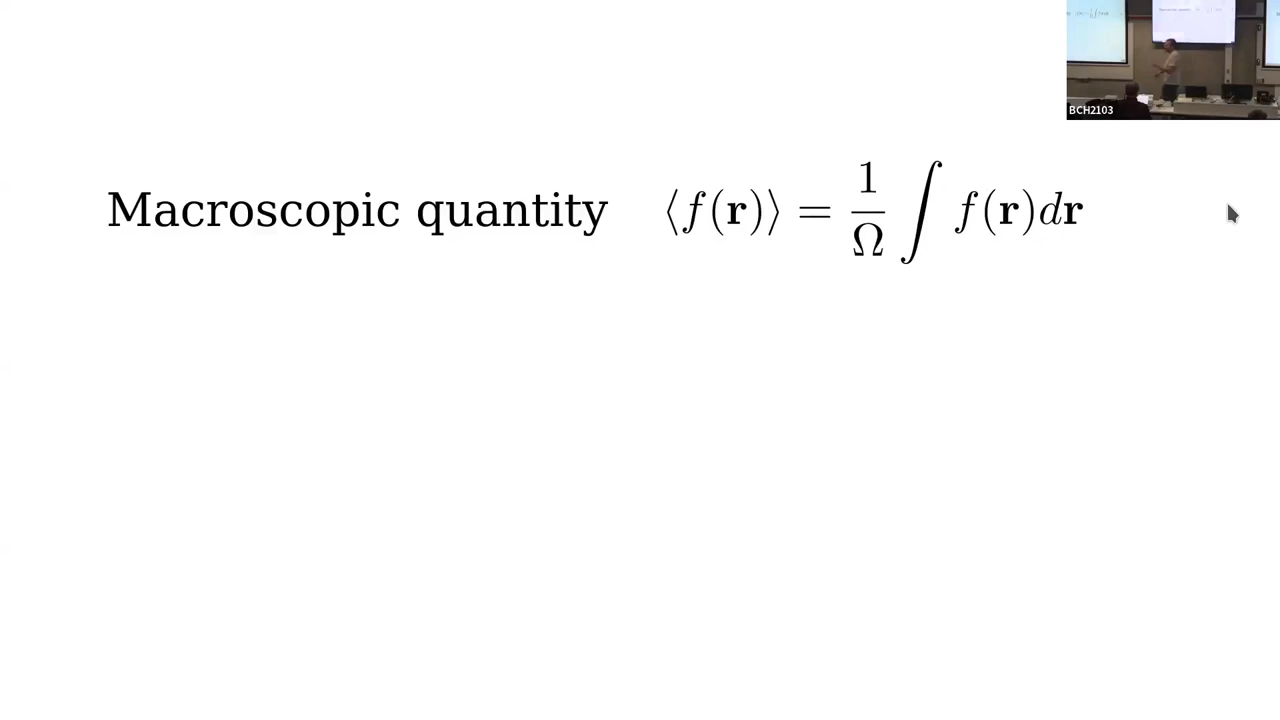 BCH2103
Macroscopic quantity ⟨f(r)⟩ = 1/Ω ∫ f(r)dr